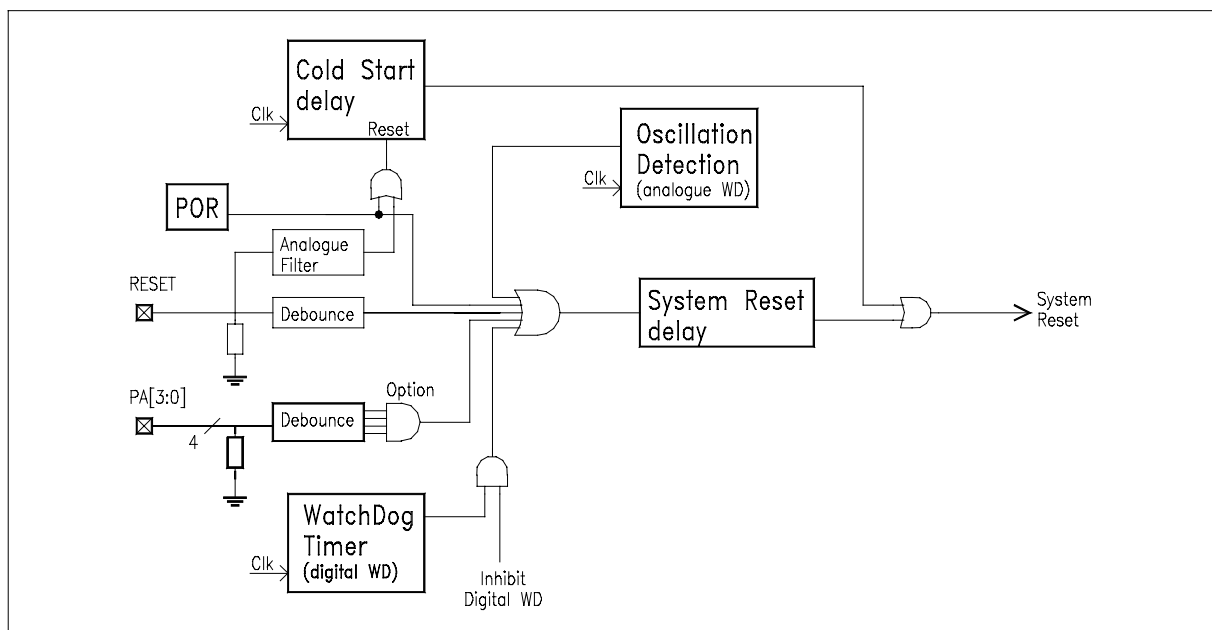 Cold Start
delay
Clk
Reset
Oscillation
Detection
(analogue WD)
Clk
POR
Analogue
Filter
RESET
Debounce
System Reset
delay
System
Reset
PA[3:0]
Option
Debounce
4
WatchDog
Timer
(digital WD)
Clk
Inhibit
Digital WD